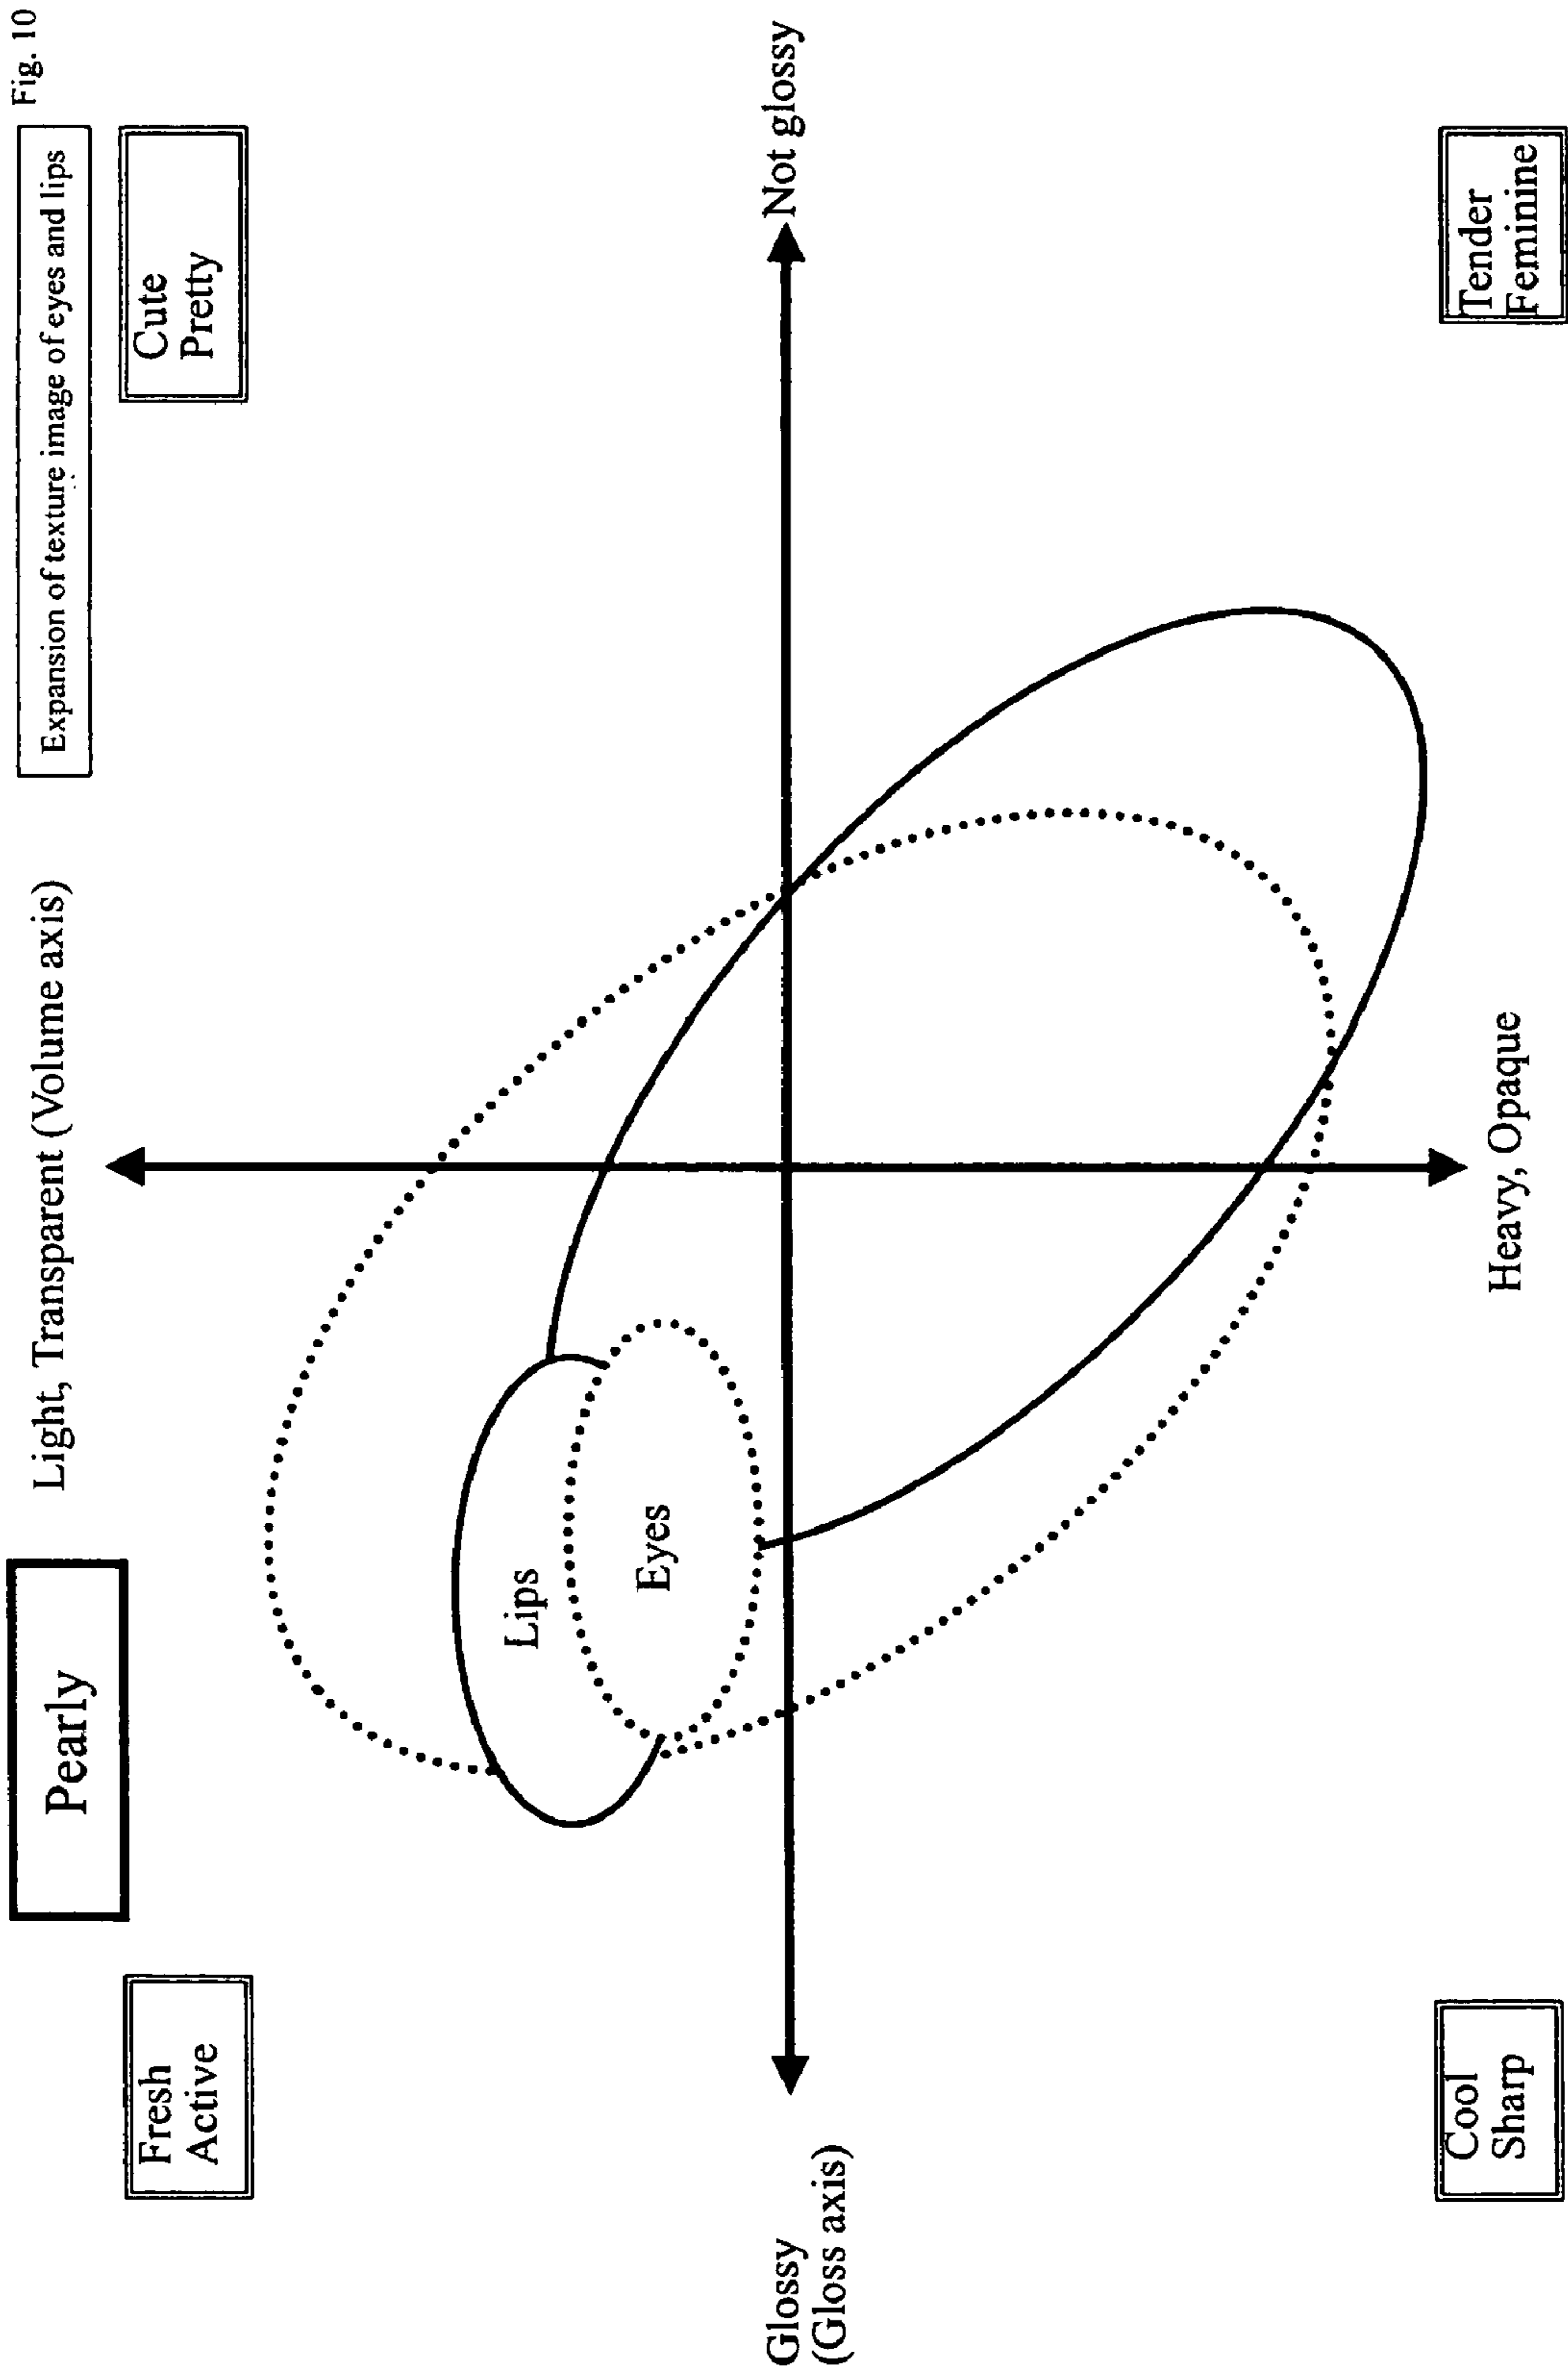 Fig. 10
Expansion of texture image of eyes and lips
Pearly
Light, Transparent (Volume axis)
Fresh
Active
Cute
Pretty
Lips
Eyes
Glossy
(Gloss axis)
Not glossy
Cool
Sharp
Heavy, Opaque
Tender
Feminine